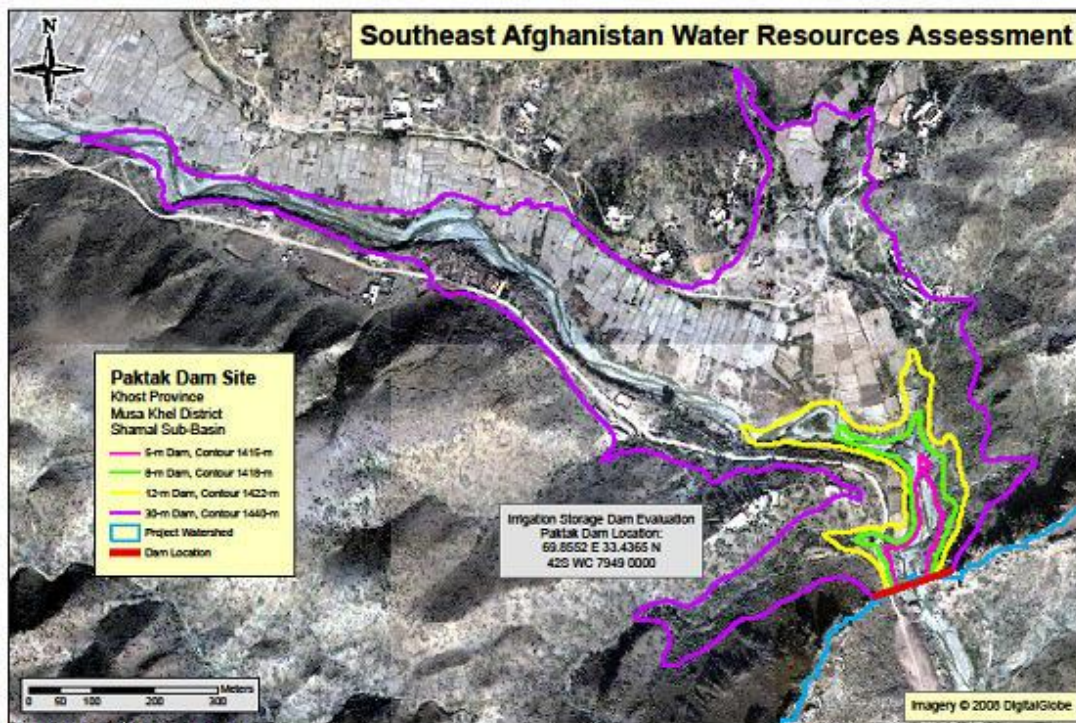 N
Southeast Afghanistan Water Resources Assessment
Paktak Dam Site
Khost Province
Musa Khel District
Shamal Sub-Basin
5-m Dam, Contour 1415-m
8-m Dam, Contour 1418-m
12-m Dam, Contour 1422-m
30-m Dam, Contour 1440-m
Project Watershed
Dam Location
Irrigation Storage Dam Evaluation
Paktak Dam Location:
69.8552 E 33.4365 N
42S WC 7949 0000
Meters
0 50 100 200 300
Imagery © 2008 DigitalGlobe